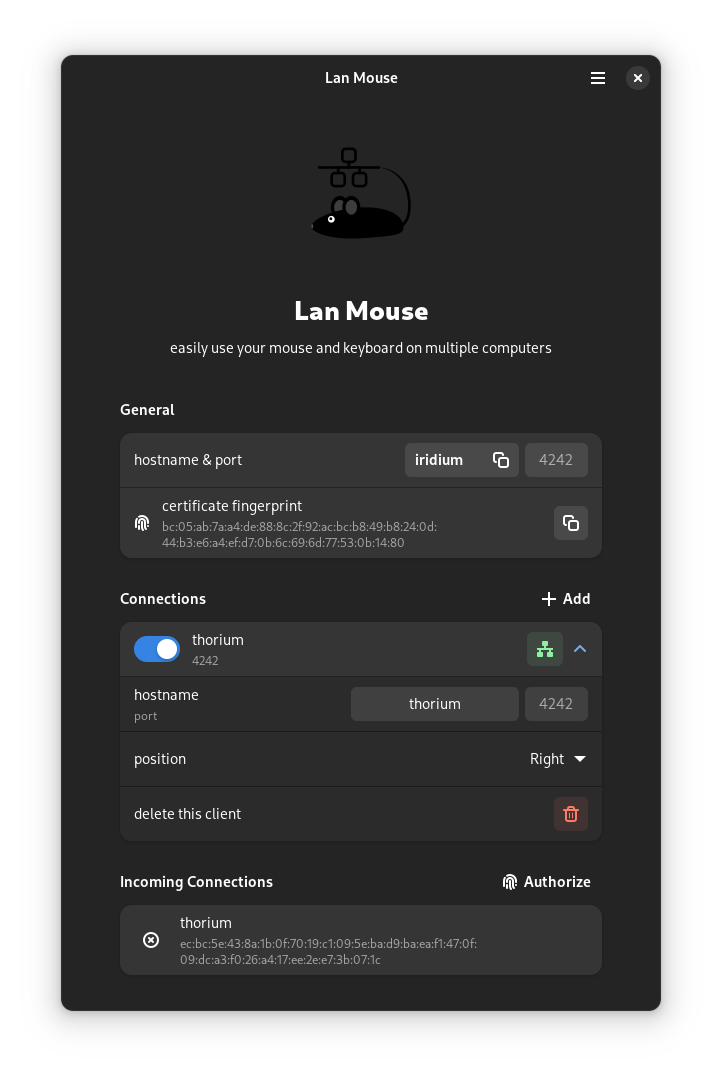 Lan Mouse
Lan Mouse
easily use your mouse and keyboard on multiple computers
General
hostname & port iridium 4242
certificate fingerprint
bc:05:ab:7a:a4:de:88:8c:2f:92:ac:bc:b8:49:b8:24:0d:
44:b3:e6:a4:ef:d7:0b:6c:69:6d:77:53:0b:14:80
Connections Add
thorium
4242
hostname thorium 4242
port
position Right
delete this client
Incoming Connections Authorize
thorium
ec:bc:5e:43:8a:1b:0f:70:19:c1:09:5e:ba:d9:ba:ea:f1:47:0f:
09:dc:a3:f0:26:a4:17:ee:2e:e7:3b:07:1c